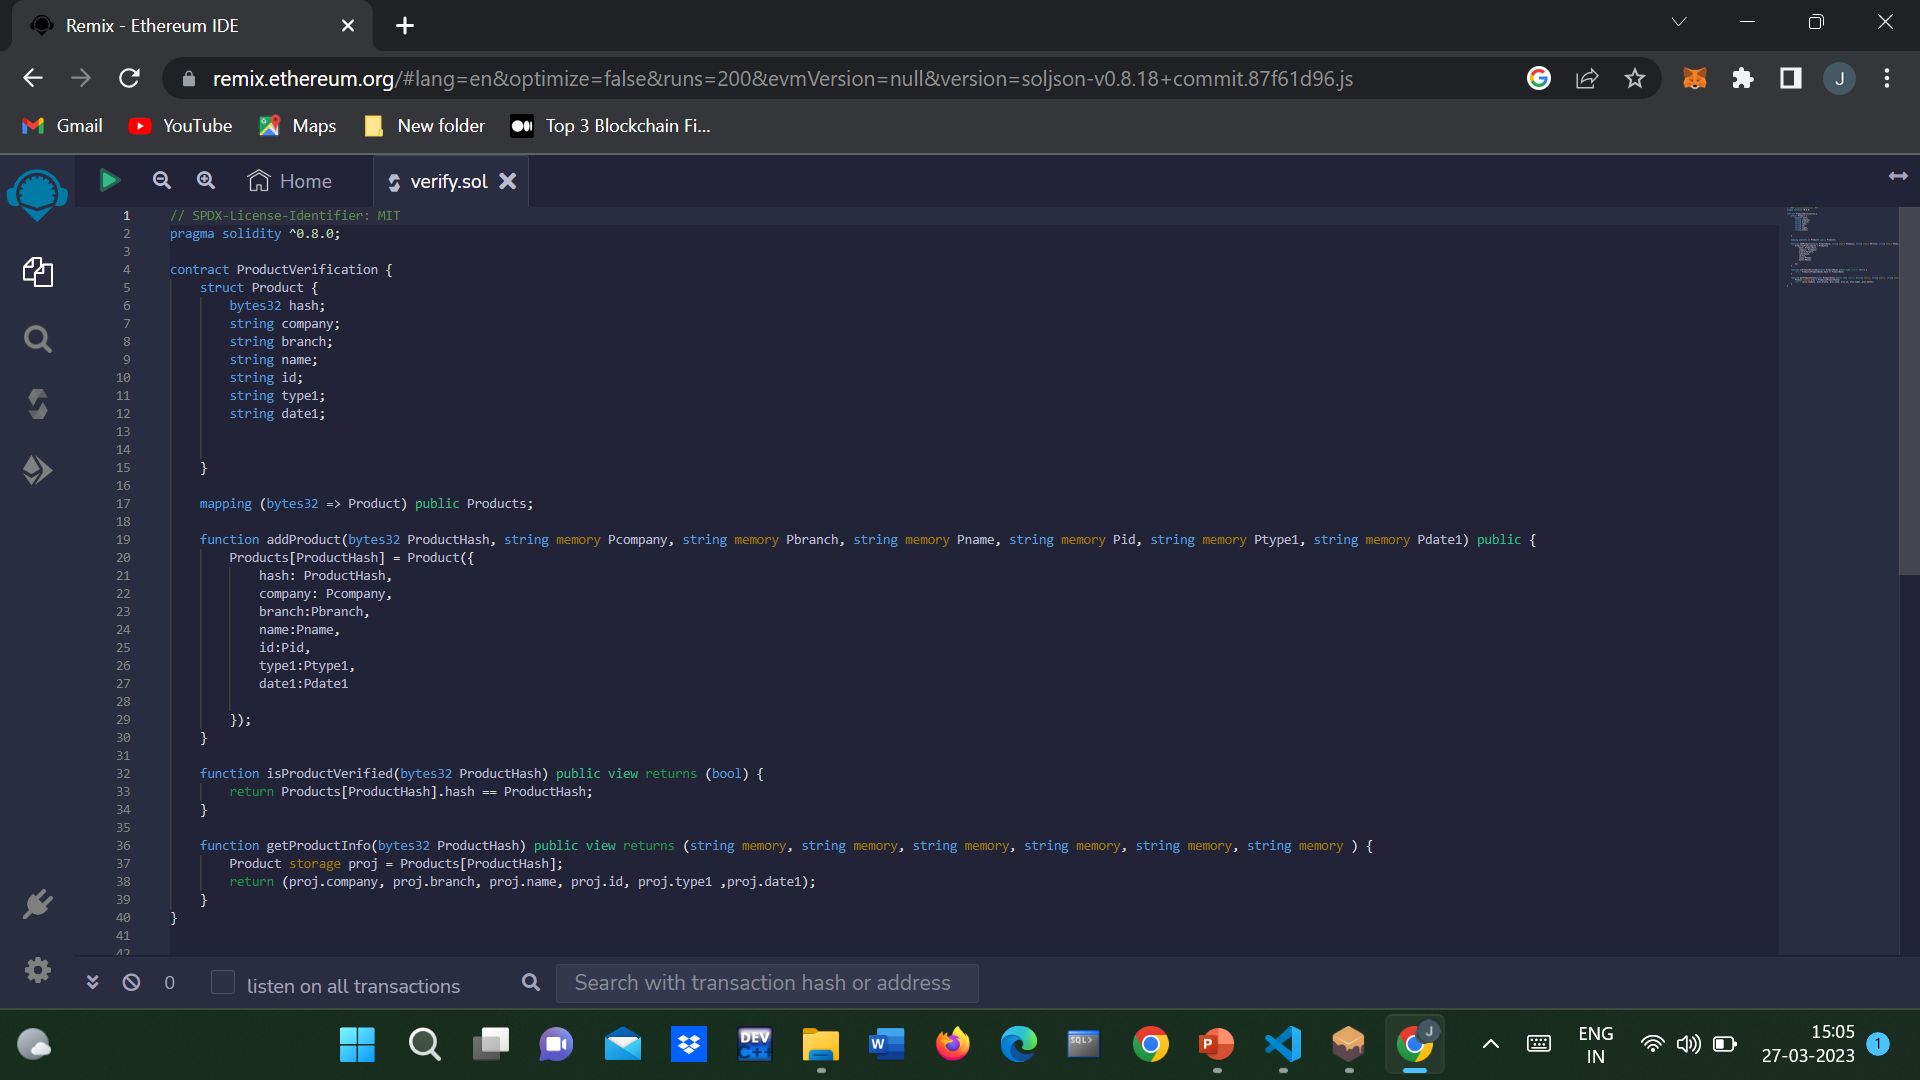 Remix - Ethereum IDE
remix.ethereum.org/#lang=en&optimize=false&runs=200&evmVersion=null&version=soljson-v0.8.18+commit.87f61d96.js
J
Gmail YouTube Maps New folder Top 3 Blockchain Fi...
Home verify.sol
1 // SPDX-License-Identifier: MIT
2 pragma solidity ^0.8.0;
3
4 contract ProductVerification {
5 struct Product {
6 bytes32 hash;
7 string company;
8 string branch;
9 string name;
10 string id;
11 string type1;
12 string date1;
13
14
15 }
16
17 mapping (bytes32 => Product) public Products;
18
19 function addProduct(bytes32 ProductHash, string memory Pcompany, string memory Pbranch, string memory Pname, string memory Pid, string memory Ptype1, string memory Pdate1) public {
20 Products[ProductHash] = Product({
21 hash: ProductHash,
22 company: Pcompany,
23 branch:Pbranch,
24 name:Pname,
25 id:Pid,
26 type1:Ptype1,
27 date1:Pdate1
28
29 });
30 }
31
32 function isProductVerified(bytes32 ProductHash) public view returns (bool) {
33 return Products[ProductHash].hash == ProductHash;
34 }
35
36 function getProductInfo(bytes32 ProductHash) public view returns (string memory, string memory, string memory, string memory, string memory, string memory ) {
37 Product storage proj = Products[ProductHash];
38 return (proj.company, proj.branch, proj.name, proj.id, proj.type1 ,proj.date1);
39 }
40 }
41
42
0 listen on all transactions Search with transaction hash or address
DEV C++ W SQL> P J
ENG
IN
15:05
27-03-2023
1